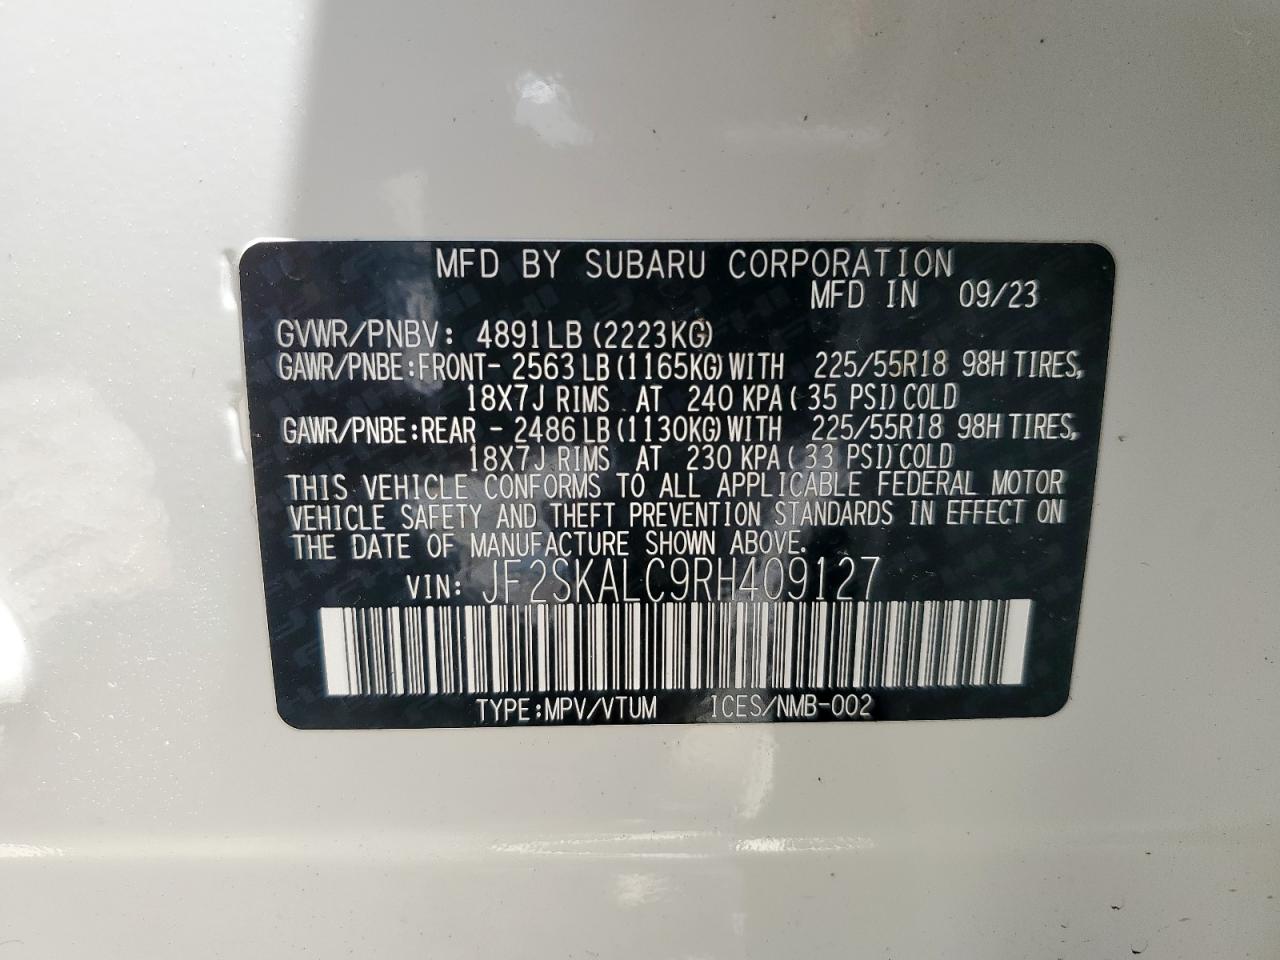 MFD BY SUBARU CORPORATION
MFD IN 09/23
GVWR/PNBV: 4891LB (2223KG)
GAWR/PNBE:FRONT- 2563LB(1165KG)WITH 225/55R18 98H TIRES,
18X7J RIMS AT 240 KPA( 35 PSI)COLD
GAWR/PNBE:REAR - 2486LB(1130KG)WITH 225/55R18 98H TIRES,
18X7J RIMS AT 230 KPA( 33 PSI)COLD
THIS VEHICLE CONFORMS TO ALL APPLICABLE FEDERAL MOTOR
VEHICLE SAFETY AND THEFT PREVENTION STANDARDS IN EFFECT ON
THE DATE OF MANUFACTURE SHOWN ABOVE.
VIN: JF2SKALC9RH409127
TYPE:MPV/VTUM ICES/NMB-002